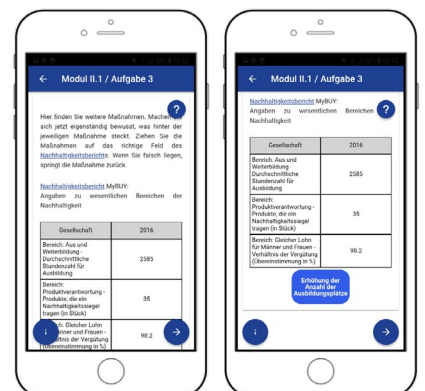 Modul II.1 / Aufgabe 3
?
Hier finden Sie weitere Maßnahmen. Machen Sie
sich jetzt eigenständig bewusst, was hinter der
jeweiligen Maßnahme steckt. Ziehen Sie die
Maßnahmen auf das richtige Feld des
Nachhaltigkeitsberichts. Wenn Sie falsch liegen,
springt die Maßnahme zurück.
Nachhaltigkeitsbericht MyBUY:
Angaben zu wesentlichen Bereichen der
Nachhaltigkeit
Gesellschaft 2016
Bereich: Aus und
Weiterbildung -
Durchschnittliche
Stundenzahl für
Ausbildung
2585
Bereich:
Produktverantwortung -
Produkte, die ein
Nachhaltigkeitssiegel
tragen (in Stück)
35
ch: Gleicher Lohn
änner und Frauen -
ltnis der Vergütung
(Übereinstimmung in %)
98.2
i
Modul II.1 / Aufgabe 3
?
Nachhaltigkeitsbericht MyBUY:
Angaben zu wesentlichen Bereichen
Nachhaltigkeit
Gesellschaft 2016
Bereich: Aus und
Weiterbildung -
Durchschnittliche
Stundenzahl für
Ausbildung
2585
Bereich:
Produktverantwortung -
Produkte, die ein
Nachhaltigkeitssiegel
tragen (in Stück)
35
Bereich: Gleicher Lohn
für Männer und Frauen -
Verhältnis der Vergütung
(Übereinstimmung in %)
98.2
Erhöhung der
Anzahl der
Ausbildungsplätze
i